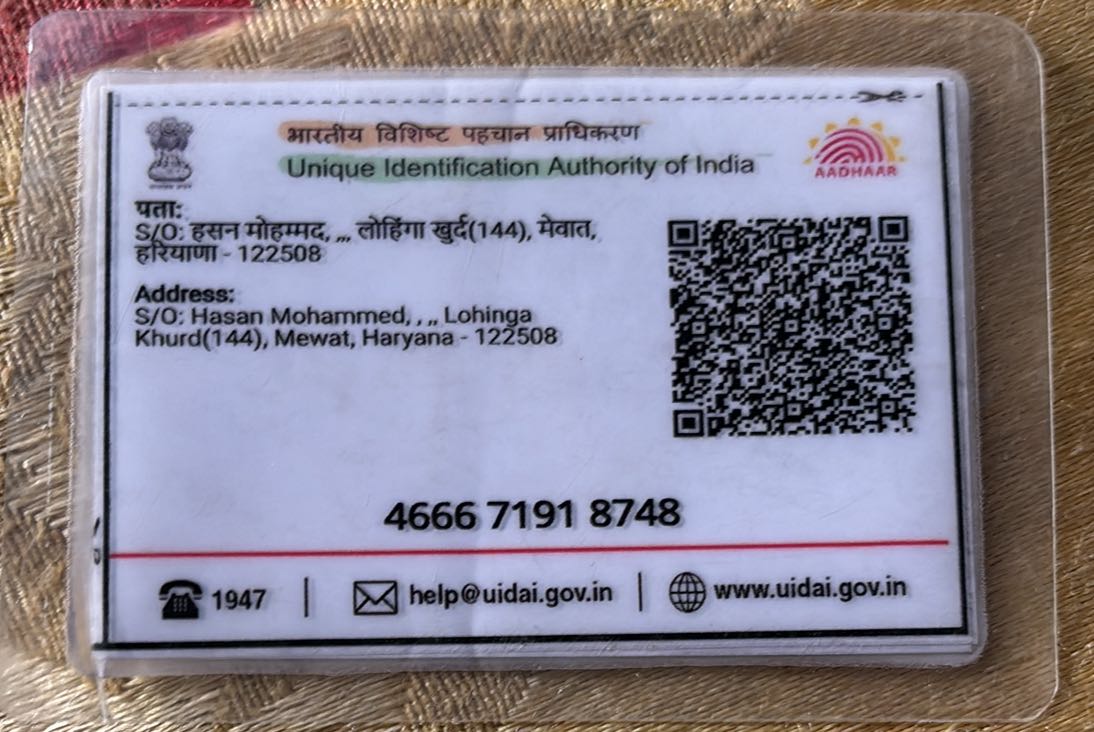 भारतीय विशिष्ट पहचान प्राधिकरण
Unique Identification Authority of India
AADHAAR
पता:
S/O: हसन मोहम्मद, ,,, लोहिंगा खुर्द(144), मेवात,
हरियाणा - 122508
Address:
S/O: Hasan Mohammed, , ,, Lohinga
Khurd(144), Mewat, Haryana - 122508
4666 7191 8748
1947 | help@uidai.gov.in | www.uidai.gov.in